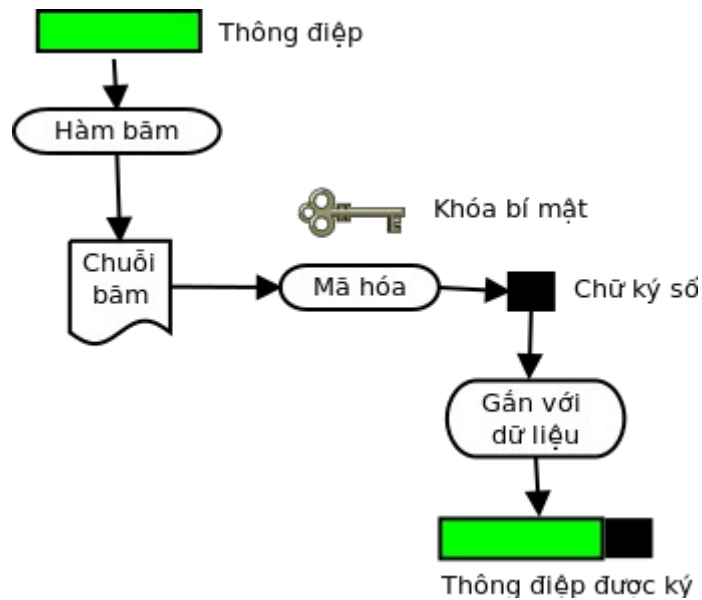 Thông điệp
Hàm băm
Khóa bí mật
Chuỗi
băm
Mã hóa
Chữ ký số
Gắn với
dữ liệu
Thông điệp được ký